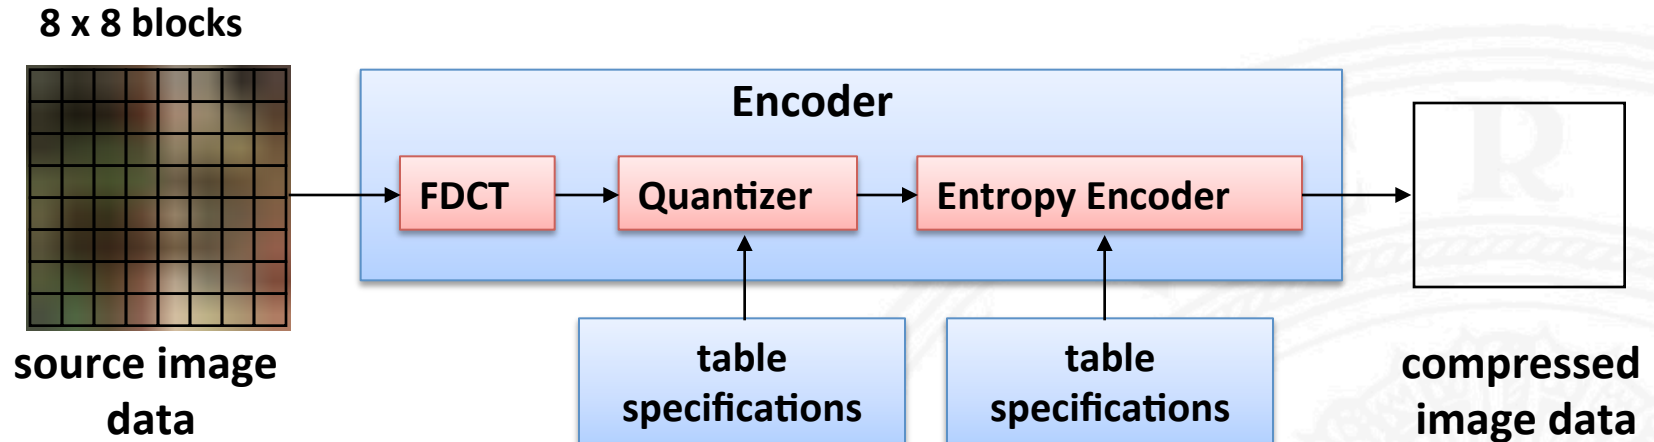 8 x 8 blocks
Encoder
FDCT
Quantizer
Entropy Encoder
R
source image
data
table
specifications
table
specifications
compressed
image data